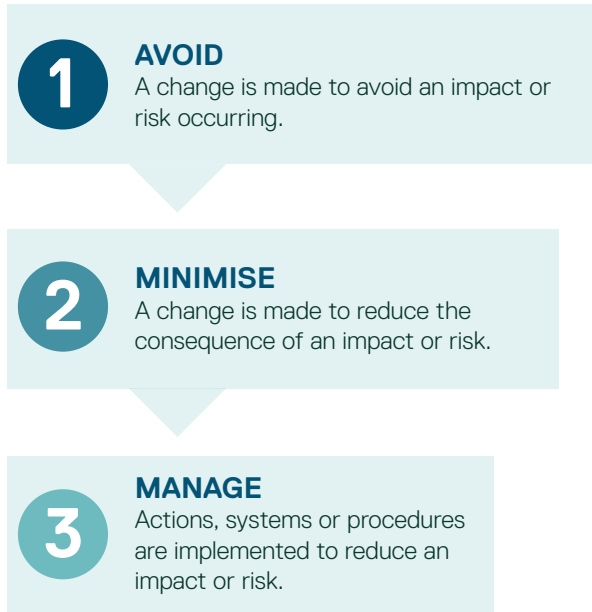 1
AVOID
A change is made to avoid an impact or
risk occurring.
2
MINIMISE
A change is made to reduce the
consequence of an impact or risk.
3
MANAGE
Actions, systems or procedures
are implemented to reduce an
impact or risk.